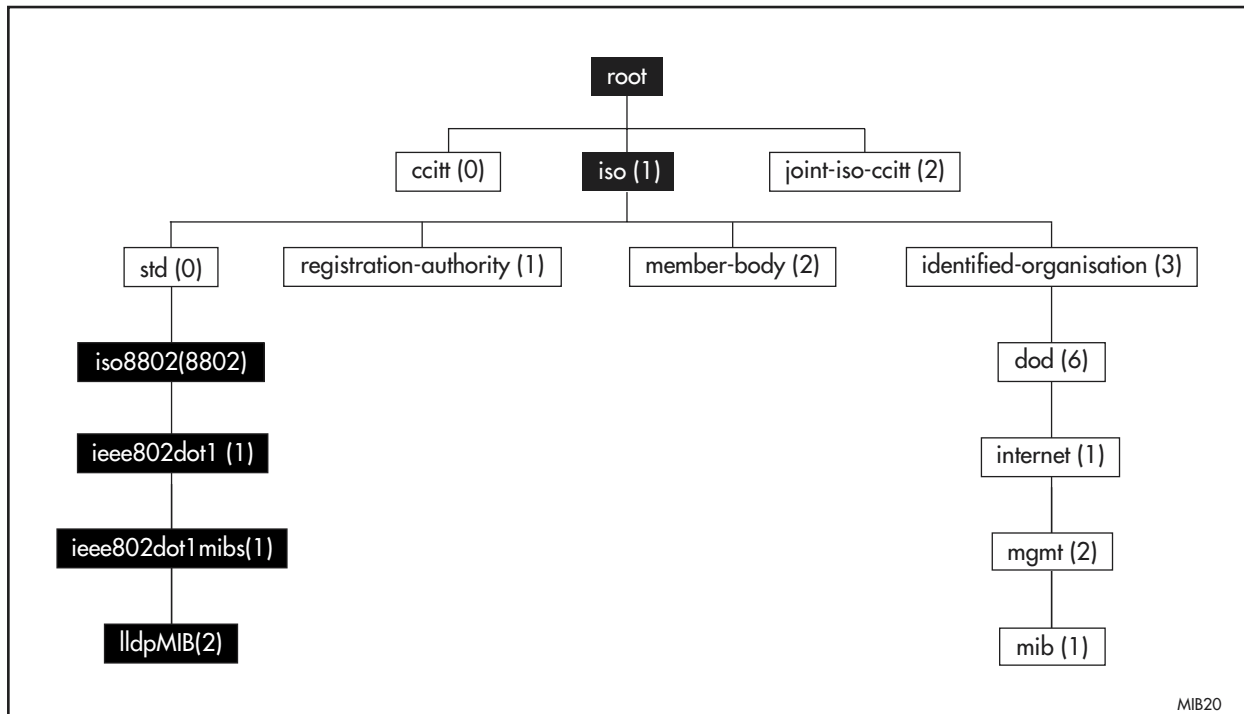 root
ccitt (0)
iso (1)
joint-iso-ccitt (2)
std (0)
registration-authority (1)
member-body (2)
identified-organisation (3)
iso8802(8802)
dod (6)
ieee802dot1 (1)
internet (1)
ieee802dot1mibs(1)
mgmt (2)
lldpMIB(2)
mib (1)
MIB20